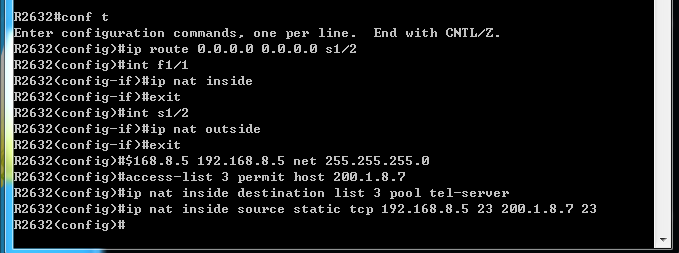 R2632#conf t
Enter configuration commands, one per line.  End with CNTL/Z.
R2632(config)#ip route 0.0.0.0 0.0.0.0 s1/2
R2632(config)#int f1/1
R2632(config-if)#ip nat inside
R2632(config-if)#exit
R2632(config)#int s1/2
R2632(config-if)#ip nat outside
R2632(config-if)#exit
R2632(config)#$168.8.5 192.168.8.5 net 255.255.255.0
R2632(config)#access-list 3 permit host 200.1.8.7
R2632(config)#ip nat inside destination list 3 pool tel-server
R2632(config)#ip nat inside source static tcp 192.168.8.5 23 200.1.8.7 23
R2632(config)#